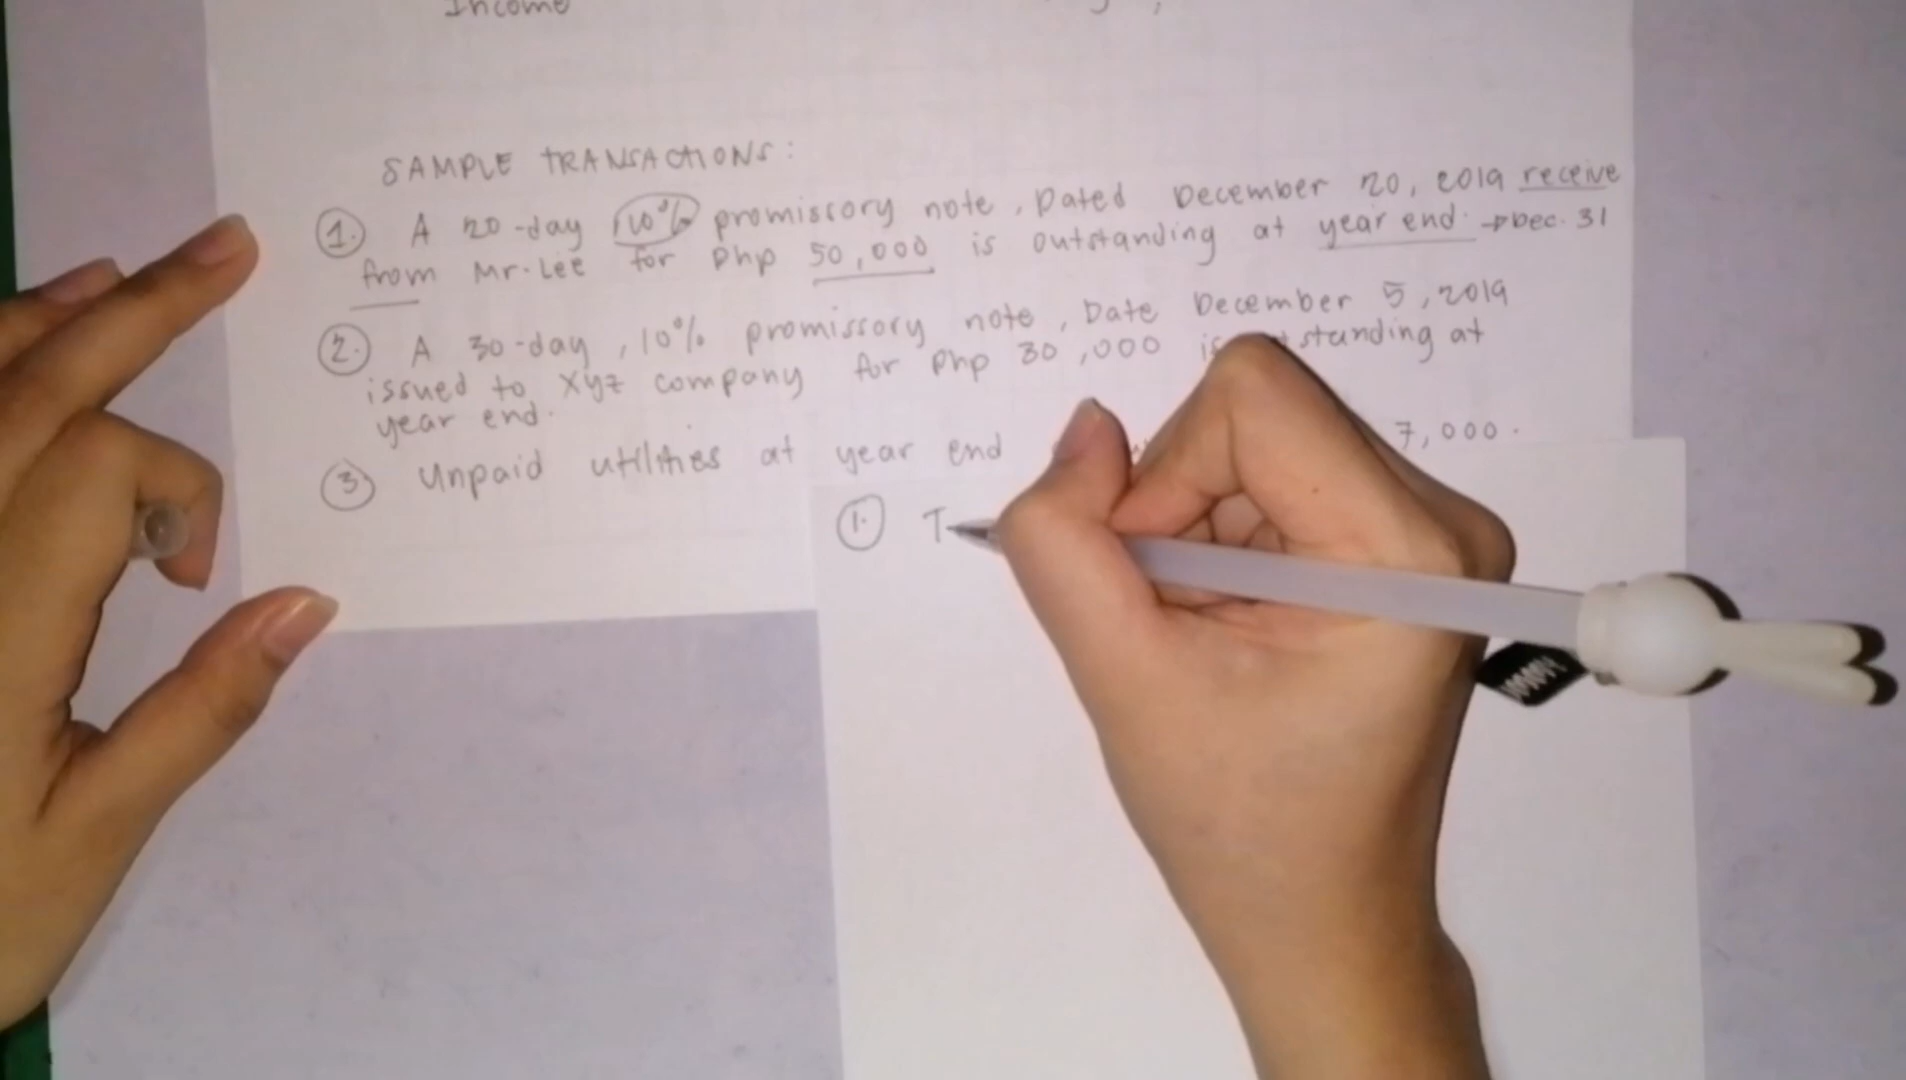 Income
SAMPLE TRANSACTIONS:
1. A 20-day, 10% promissory note, Dated December 20, 2019 receive
from Mr. Lee for Php 50,000 is outstanding at year end. → Dec. 31
2. A 30-day, 10% promissory note, Date December 5, 2019
issued to XYZ company for Php 30,000 is standing at
year end.
3. Unpaid utilities at year end 7,000.
1. T